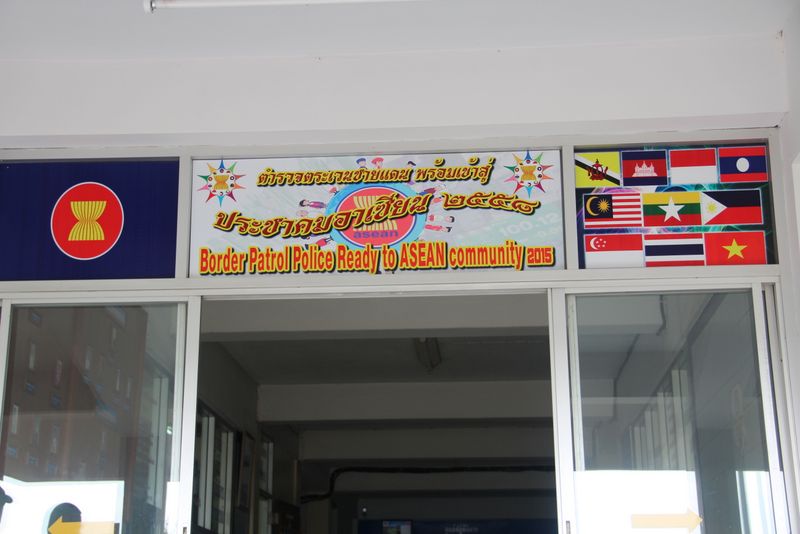 ตำรวจตระเวนชายแดน พร้อมเข้าสู่
ประชาคมอาเซียน ๒๕๕๘
asean
Border Patrol Police Ready to ASEAN community 2015